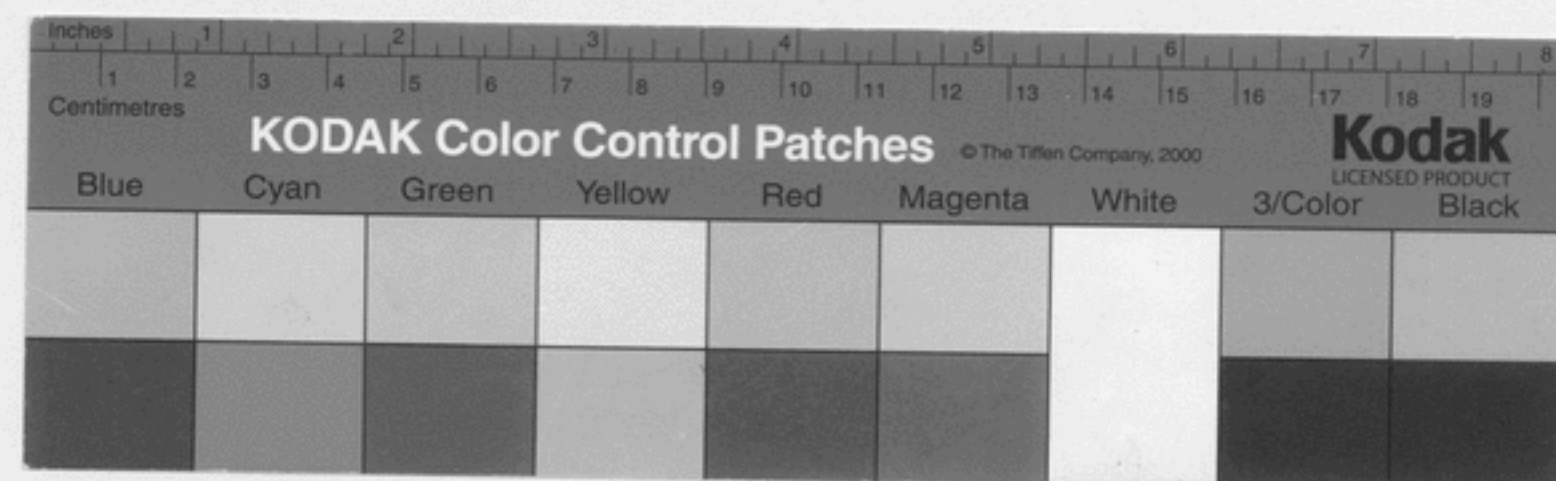 Inches 1 2 3 4 5 6 7 8
1 2 3 4 5 6 7 8 9 10 11 12 13 14 15 16 17 18 19
Centimetres
KODAK Color Control Patches © The Tiffen Company, 2000 Kodak
LICENSED PRODUCT
Blue Cyan Green Yellow Red Magenta White 3/Color Black